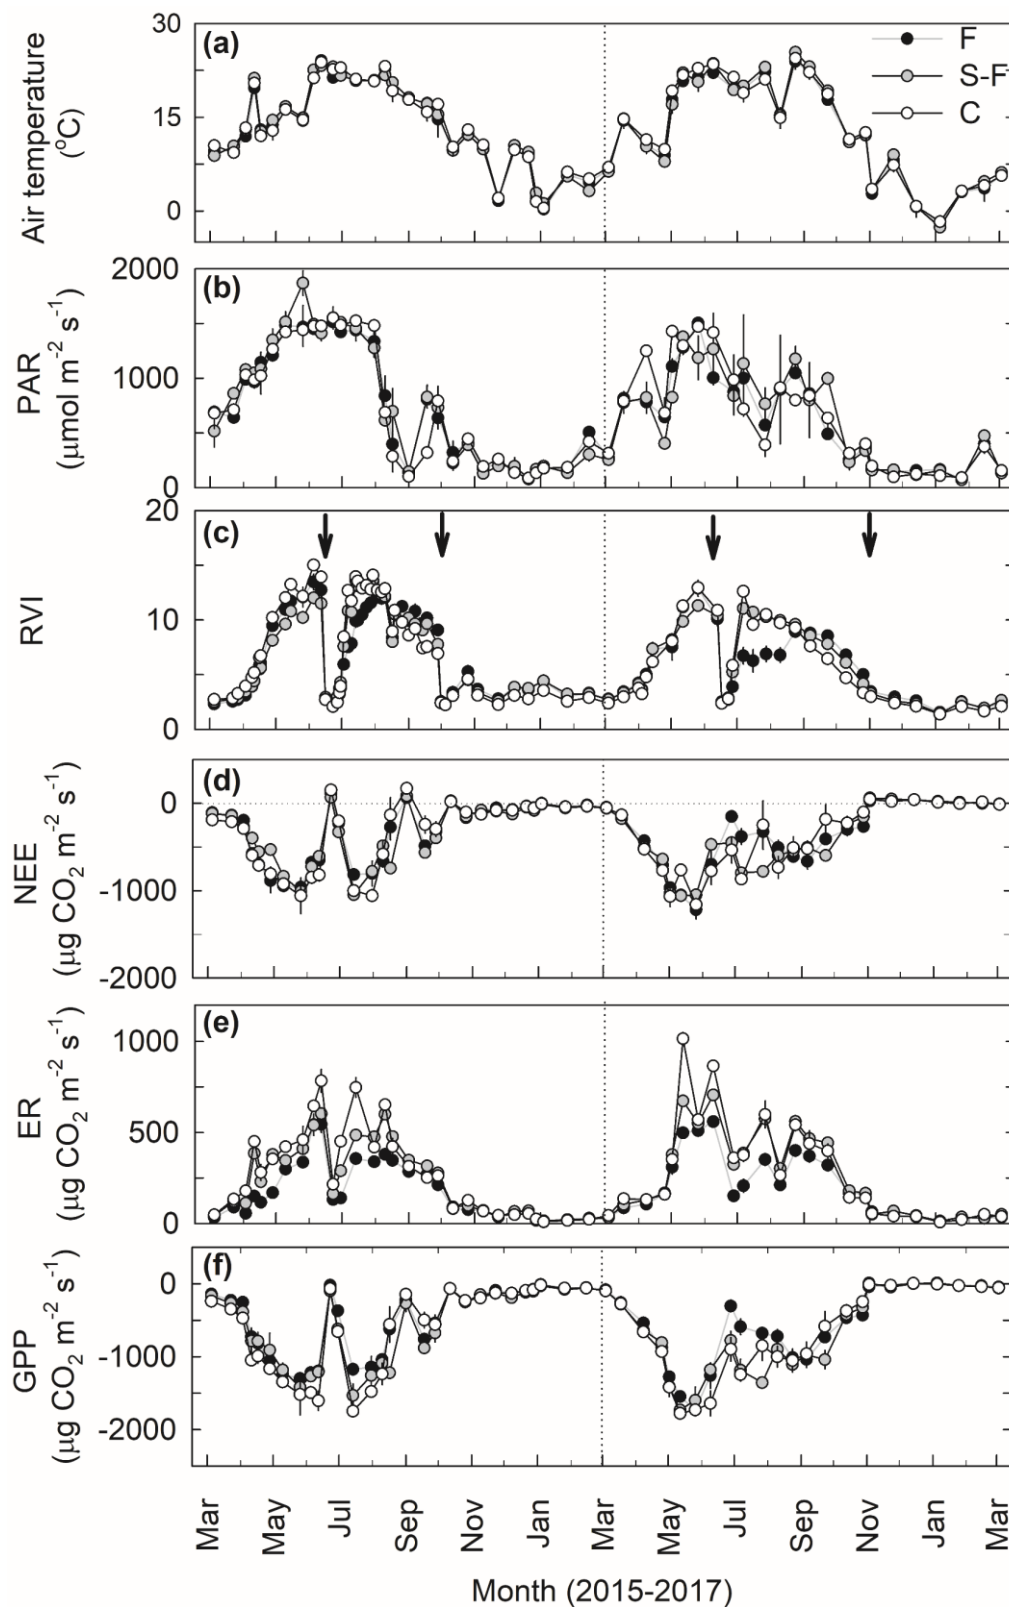 (a)
30
15
0
Air temperature
(°C)
F
S-F
C
(b)
2000
1000
0
PAR
(μmol m⁻² s⁻¹)
(c)
20
10
0
RVI
(d)
0
-1000
-2000
NEE
(μg CO₂ m⁻² s⁻¹)
(e)
1000
500
0
ER
(μg CO₂ m⁻² s⁻¹)
(f)
0
-1000
-2000
GPP
(μg CO₂ m⁻² s⁻¹)
Mar May Jul Sep Nov Jan Mar May Jul Sep Nov Jan Mar
Month (2015-2017)